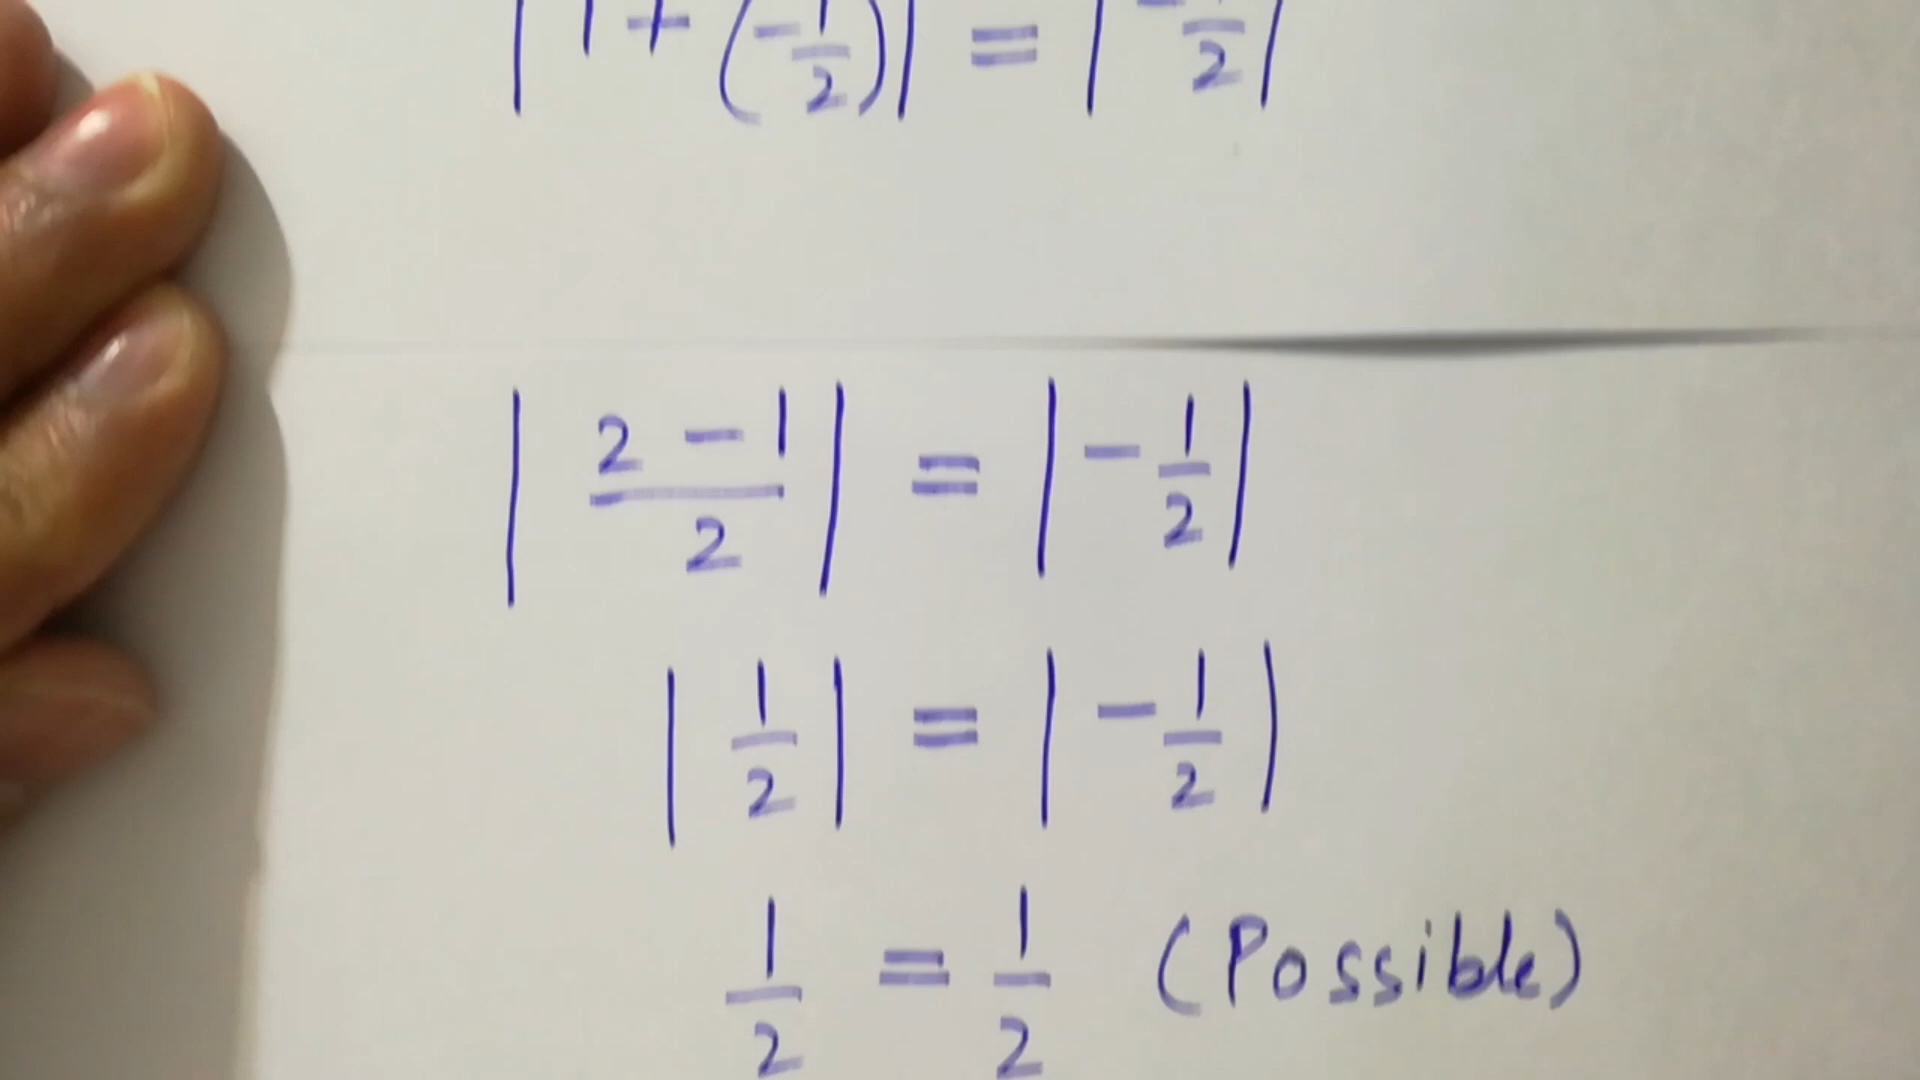 |1 + (-1/2)| = |-1/2|
|(2 - 1)/2| = |-1/2|
|1/2| = |-1/2|
1/2 = 1/2 (Possible)